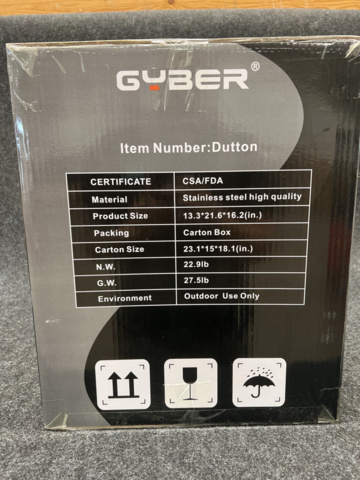 GYBER®
Item Number:Dutton
CERTIFICATE CSA/FDA
Material Stainless steel high quality
Product Size 13.3*21.6*16.2(in.)
Packing Carton Box
Carton Size 23.1*15*18.1(in.)
N.W. 22.9lb
G.W. 27.5lb
Environment Outdoor Use Only